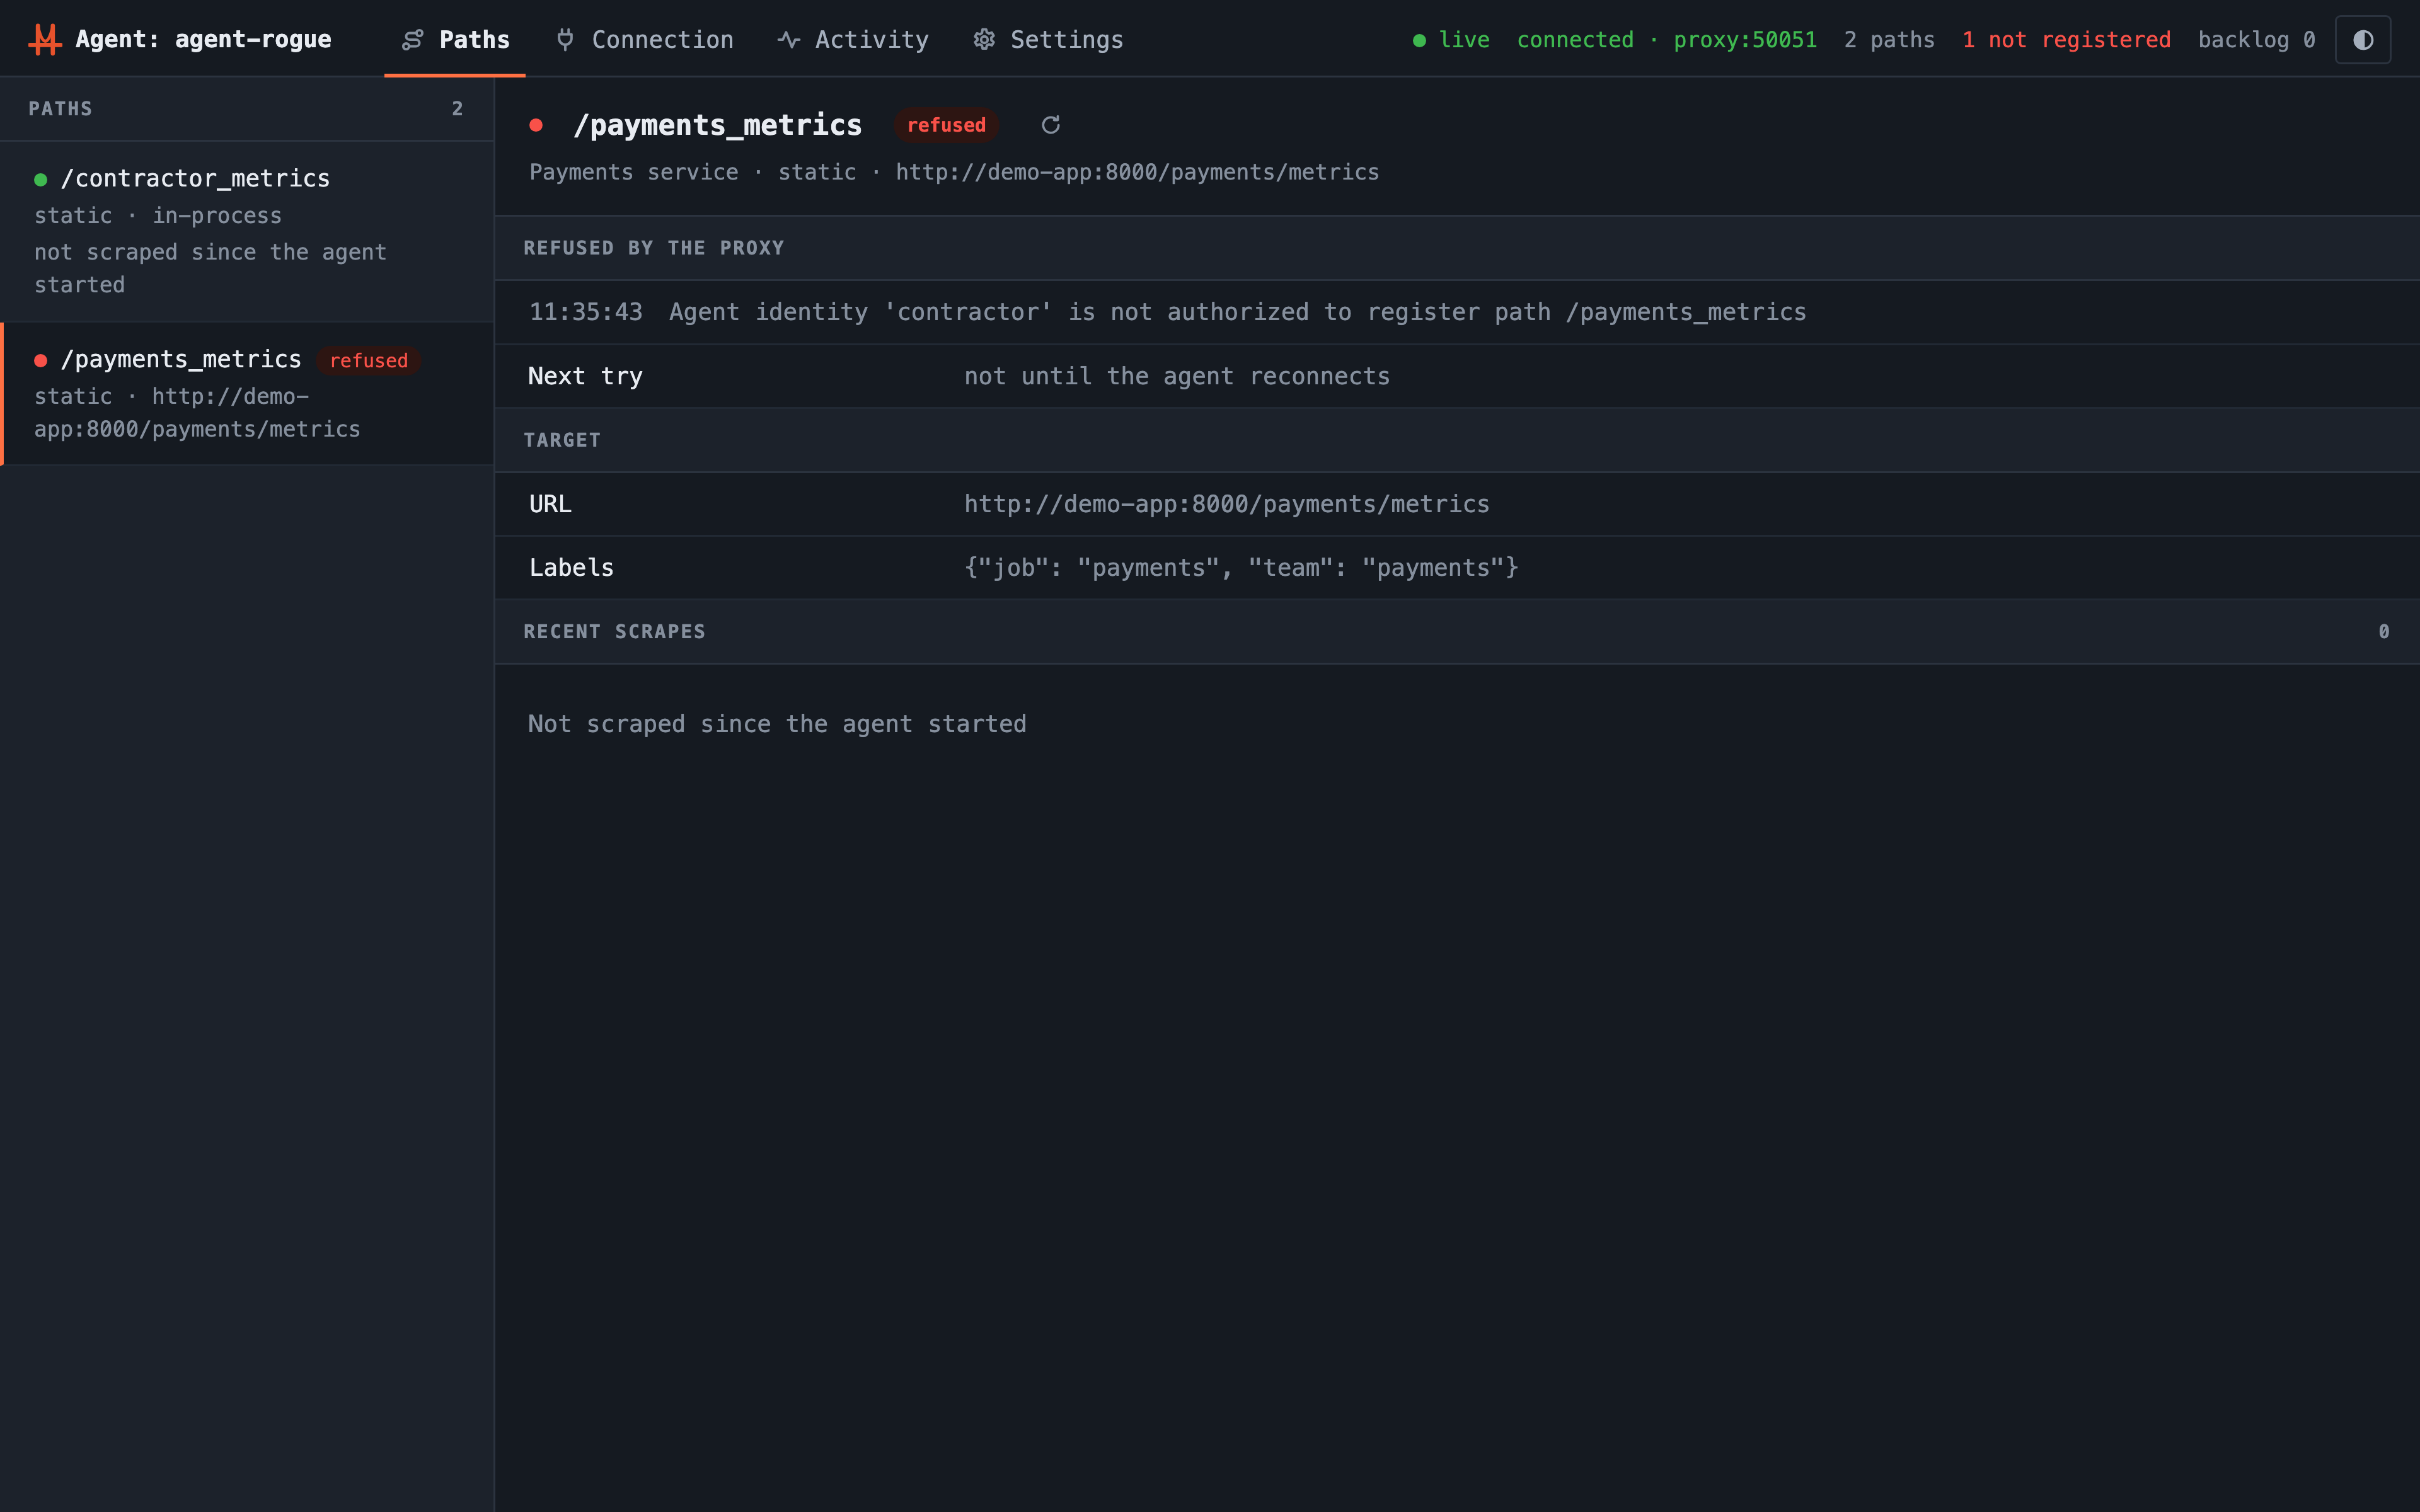 Agent: agent-rogue
Paths
Connection
Activity
Settings
live connected · proxy:50051 2 paths 1 not registered backlog 0
PATHS 2
/contractor_metrics
static · in-process
not scraped since the agent
started
/payments_metrics refused
static · http://demo-
app:8000/payments/metrics
/payments_metrics refused
Payments service · static · http://demo-app:8000/payments/metrics
REFUSED BY THE PROXY
11:35:43 Agent identity 'contractor' is not authorized to register path /payments_metrics
Next try not until the agent reconnects
TARGET
URL http://demo-app:8000/payments/metrics
Labels {"job": "payments", "team": "payments"}
RECENT SCRAPES 0
Not scraped since the agent started